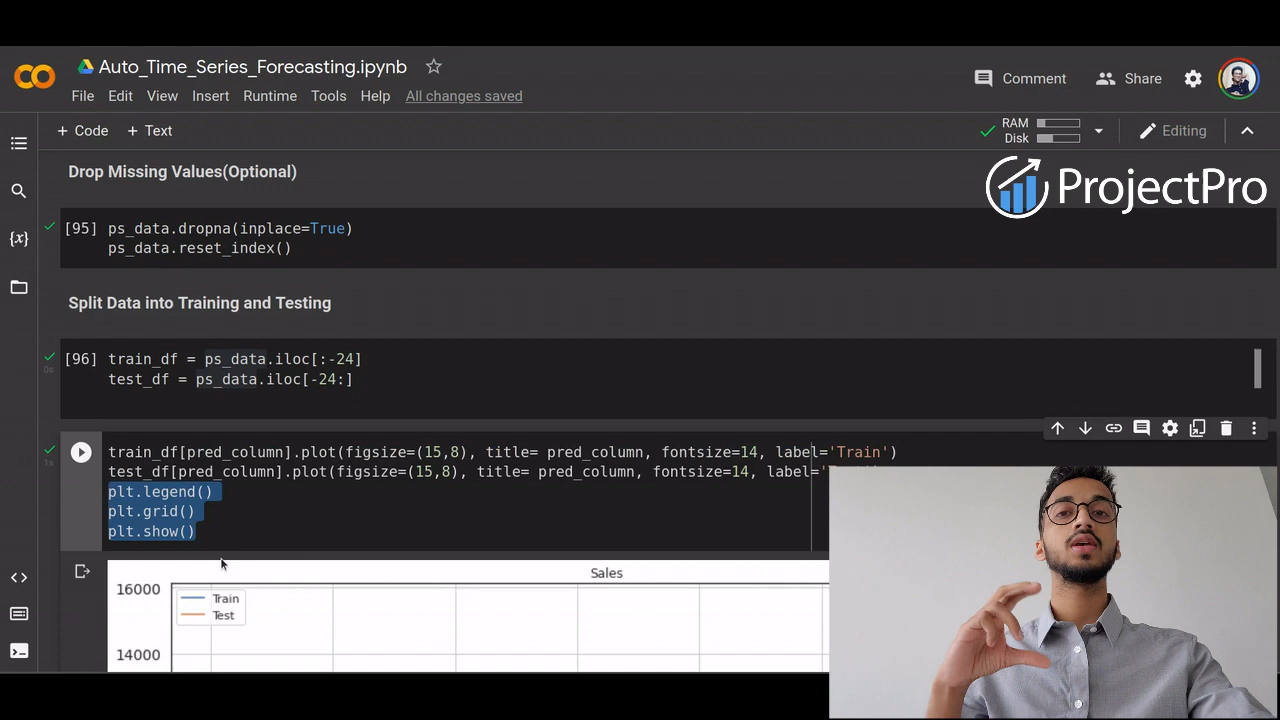 Auto_Time_Series_Forecasting.ipynb
File Edit View Insert Runtime Tools Help All changes saved
Comment Share
+ Code + Text
RAM
Disk
Editing
ProjectPro
Drop Missing Values(Optional)
[95] ps_data.dropna(inplace=True)
ps_data.reset_index()
Split Data into Training and Testing
[96] train_df = ps_data.iloc[:-24]
test_df = ps_data.iloc[-24:]
0s
train_df[pred_column].plot(figsize=(15,8), title= pred_column, fontsize=14, label='Train')
1s
test_df[pred_column].plot(figsize=(15,8), title= pred_column, fontsize=14, label=
plt.legend()
plt.grid()
plt.show()
Sales
16000
Train
Test
14000
{x}